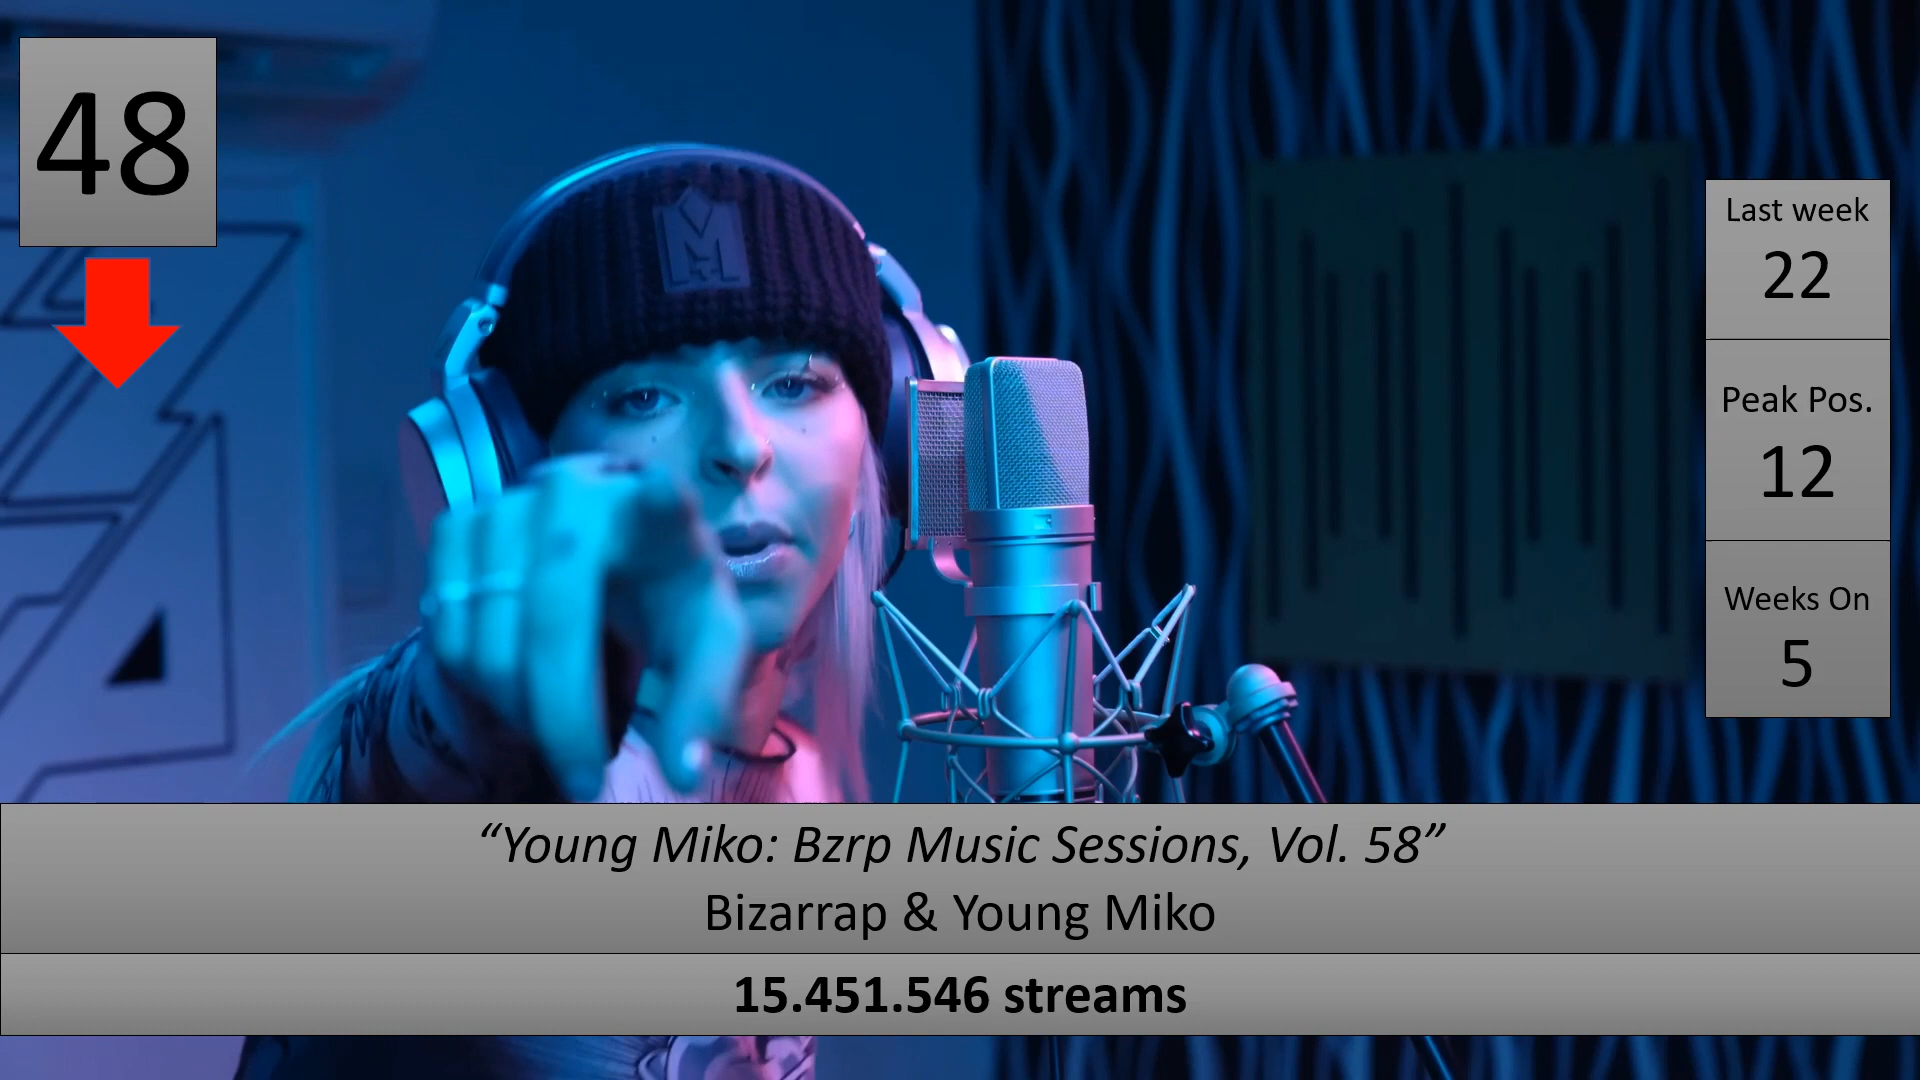 48
Last week
22
Peak Pos.
12
Weeks On
5
“Young Miko: Bzrp Music Sessions, Vol. 58”
Bizarrap & Young Miko
15.451.546 streams